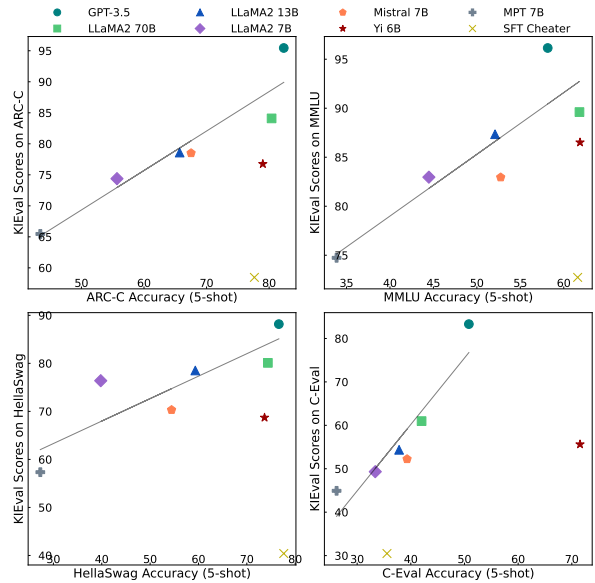 GPT-3.5 LLaMA2 13B Mistral 7B MPT 7B
LLaMA2 70B LLaMA2 7B Yi 6B SFT Cheater
KIEval Scores on ARC-C
95
90
85
80
75
70
65
60
50 60 70 80
ARC-C Accuracy (5-shot)
KIEval Scores on MMLU
95
90
85
80
75
35 40 45 50 55 60
MMLU Accuracy (5-shot)
KIEval Scores on HellaSwag
90
80
70
60
50
40
30 40 50 60 70 80
HellaSwag Accuracy (5-shot)
KIEval Scores on C-Eval
80
70
60
50
40
30
30 40 50 60 70
C-Eval Accuracy (5-shot)